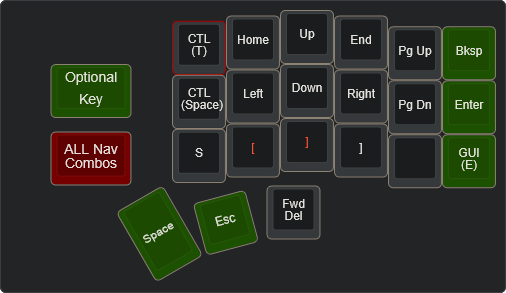 CTL
(T)
Home
Up
End
Pg Up
Bksp
Optional
Key
CTL
(Space)
Left
Down
Right
Pg Dn
Enter
ALL Nav
Combos
S
[
]
]
GUI
(E)
Space
Esc
Fwd
Del